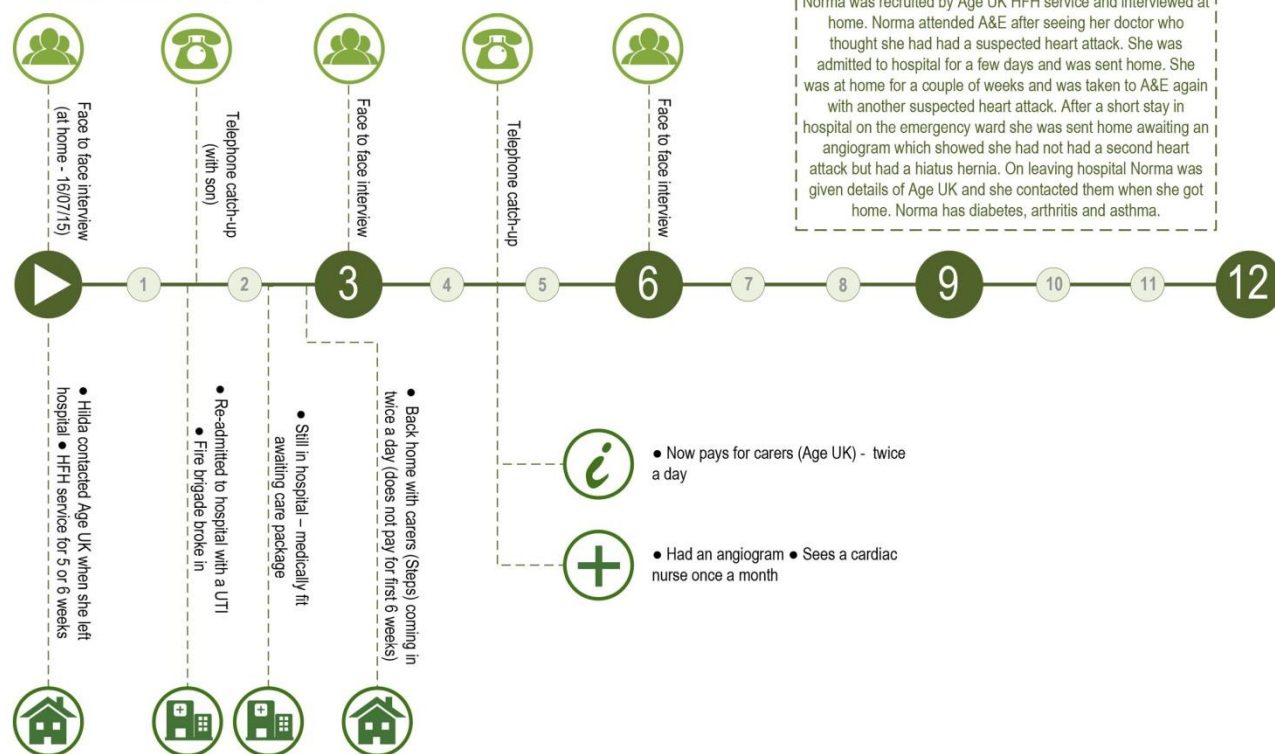 Norma was recruited by Age UK HFH service and interviewed at
home. Norma attended A&E after seeing her doctor who
thought she had had a suspected heart attack. She was
admitted to hospital for a few days and was sent home. She
was at home for a couple of weeks and was taken to A&E again
with another suspected heart attack. After a short stay in
hospital on the emergency ward she was sent home awaiting an
angiogram which showed she had not had a second heart
attack but had a hiatus hernia. On leaving hospital Norma was
given details of Age UK and she contacted them when she got
home. Norma has diabetes, arthritis and asthma.
Face to face interview
(at home - 16/07/15)
Telephone catch-up
(with son)
Face to face interview
Telephone catch-up
Face to face interview
1
2
3
4
5
6
7
8
9
10
11
12
● Hilda contacted Age UK when she left
hospital ● HFH service for 5 or 6 weeks
● Re-admitted to hospital with a UTI
● Fire brigade broke in
● Still in hospital – medically fit
awaiting care package
● Back home with carers (Steps) coming in
twice a day (does not pay for first 6 weeks)
i
● Now pays for carers (Age UK) - twice
a day
● Had an angiogram ● Sees a cardiac
nurse once a month